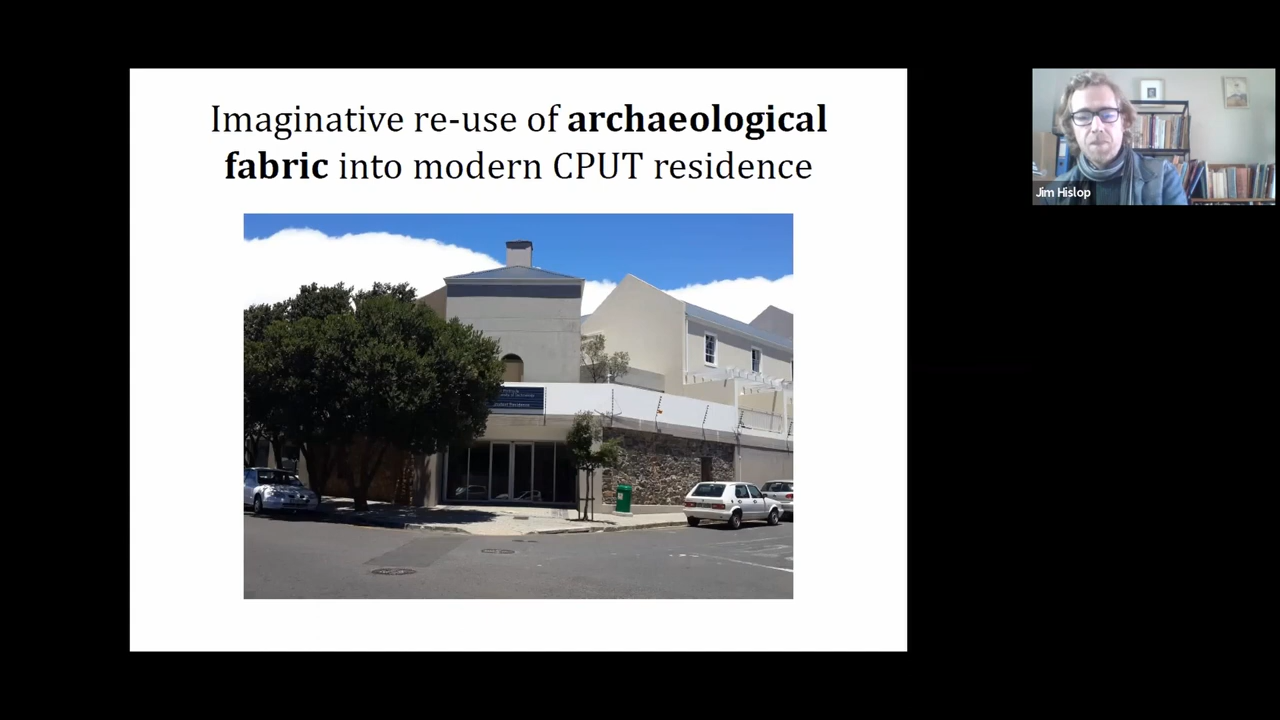 Imaginative re-use of archaeological
fabric into modern CPUT residence
Jim Hislop